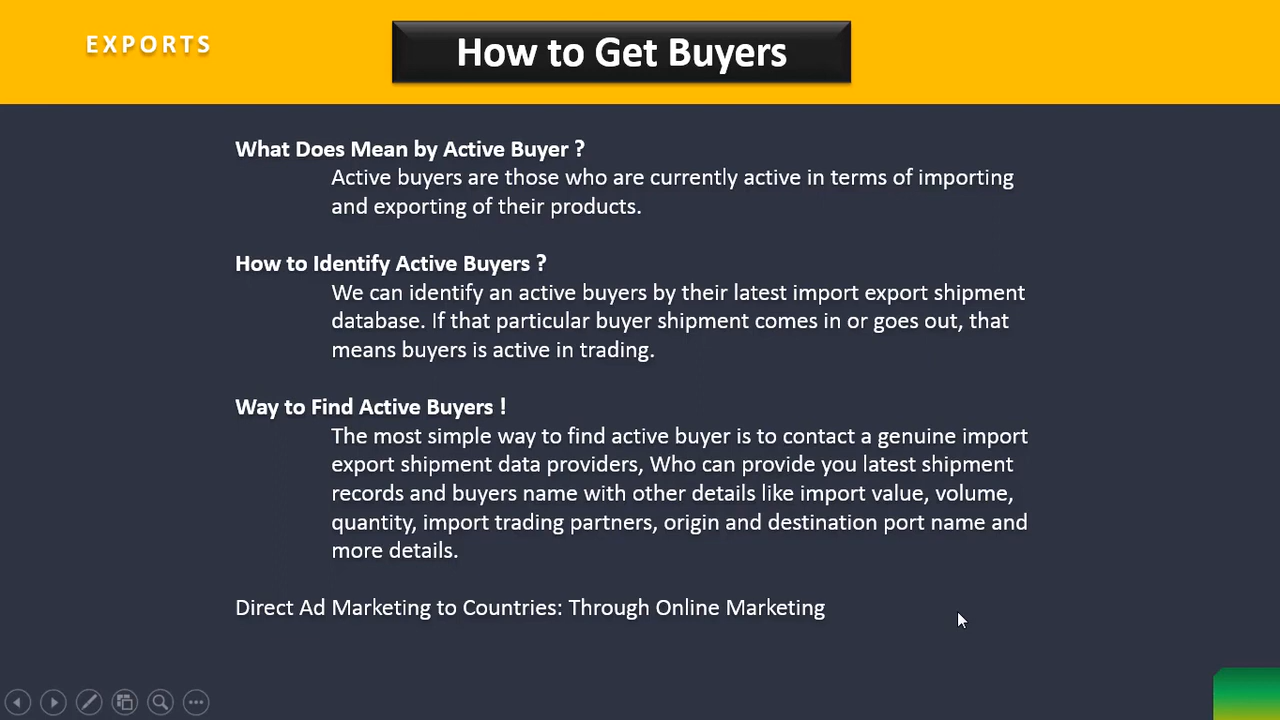 EXPORTS
How to Get Buyers
What Does Mean by Active Buyer ?
Active buyers are those who are currently active in terms of importing
and exporting of their products.
How to Identify Active Buyers ?
We can identify an active buyers by their latest import export shipment
database. If that particular buyer shipment comes in or goes out, that
means buyers is active in trading.
Way to Find Active Buyers !
The most simple way to find active buyer is to contact a genuine import
export shipment data providers, Who can provide you latest shipment
records and buyers name with other details like import value, volume,
quantity, import trading partners, origin and destination port name and
more details.
Direct Ad Marketing to Countries: Through Online Marketing